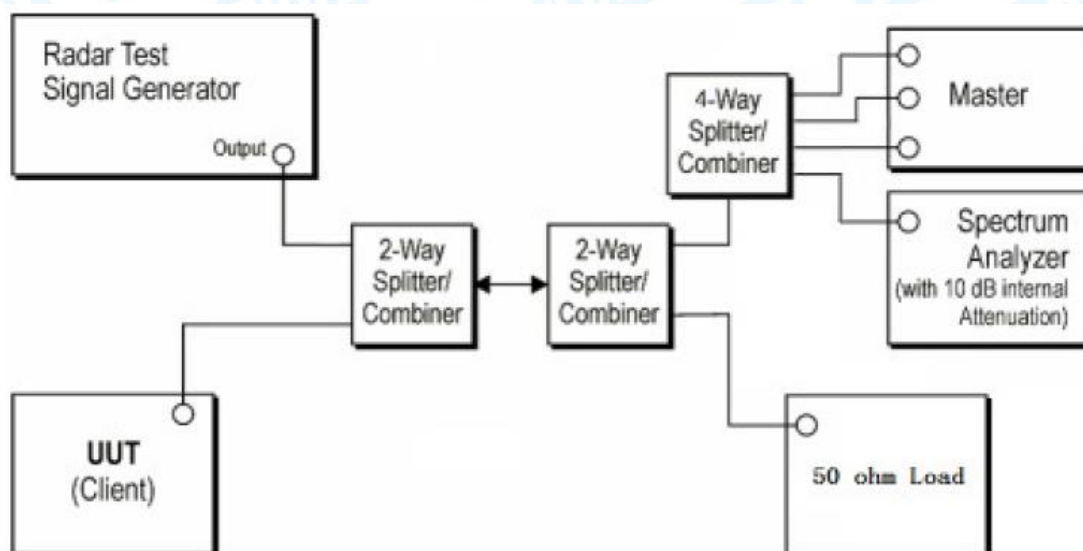 Radar Test
Signal Generator
Output
4-Way
Splitter/
Combiner
Master
2-Way
Splitter/
Combiner
2-Way
Splitter/
Combiner
Spectrum
Analyzer
(with 10 dB internal
Attenuation)
UUT
(Client)
50 ohm Load